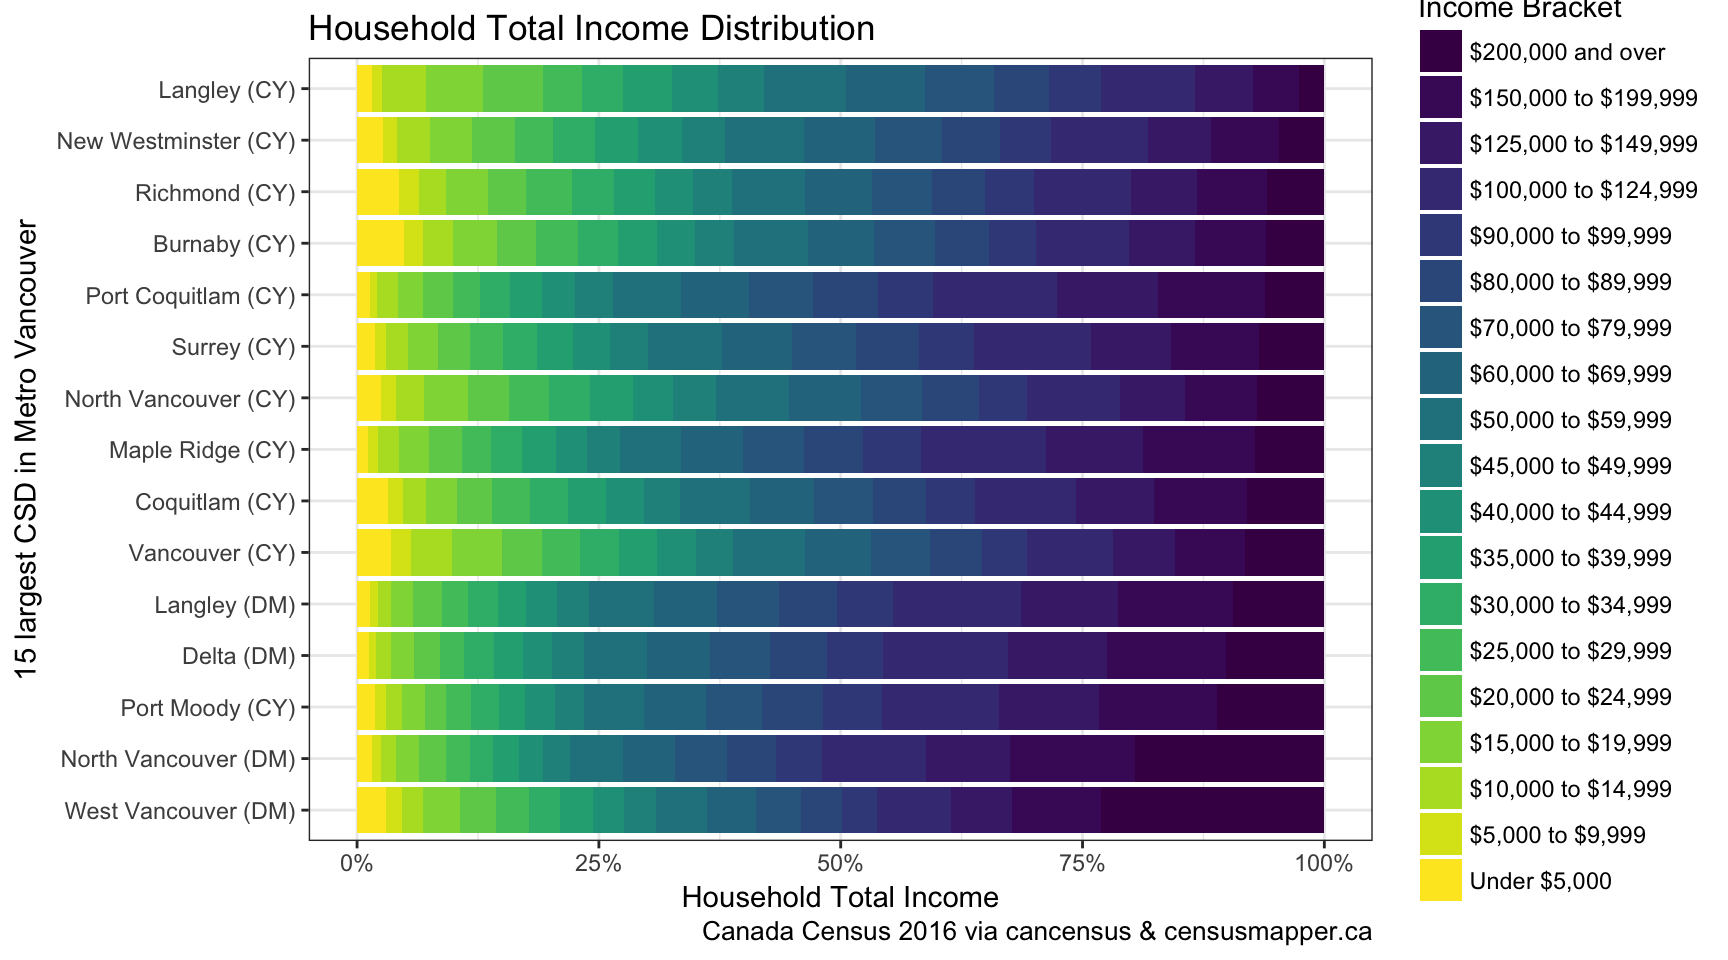 Household Total Income Distribution
Income Bracket
15 largest CSD in Metro Vancouver
Langley (CY)
New Westminster (CY)
Richmond (CY)
Burnaby (CY)
Port Coquitlam (CY)
Surrey (CY)
North Vancouver (CY)
Maple Ridge (CY)
Coquitlam (CY)
Vancouver (CY)
Langley (DM)
Delta (DM)
Port Moody (CY)
North Vancouver (DM)
West Vancouver (DM)
0% 25% 50% 75% 100%
Household Total Income
Canada Census 2016 via cancensus & censusmapper.ca
$200,000 and over
$150,000 to $199,999
$125,000 to $149,999
$100,000 to $124,999
$90,000 to $99,999
$80,000 to $89,999
$70,000 to $79,999
$60,000 to $69,999
$50,000 to $59,999
$45,000 to $49,999
$40,000 to $44,999
$35,000 to $39,999
$30,000 to $34,999
$25,000 to $29,999
$20,000 to $24,999
$15,000 to $19,999
$10,000 to $14,999
$5,000 to $9,999
Under $5,000